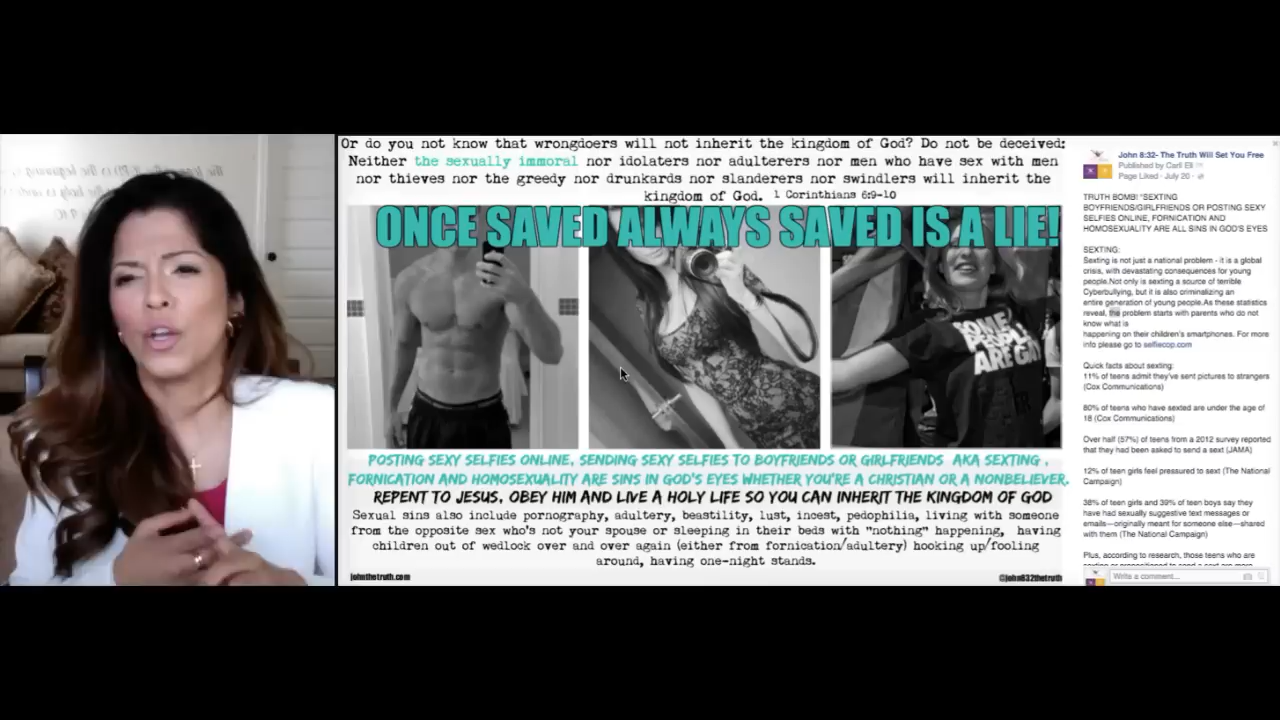 Or do you not know that wrongdoers will not inherit the kingdom of God? Do not be deceived:
Neither the sexually immoral nor idolaters nor adulterers nor men who have sex with men
nor thieves nor the greedy nor drunkards nor slanderers nor swindlers will inherit the
kingdom of God. 1 Corinthians 6:9-10
ONCE SAVED ALWAYS SAVED IS A LIE!
SOME
PEOPLE
ARE GAY
POSTING SEXY SELFIES ONLINE, SENDING SEXY SELFIES TO BOYFRIENDS OR GIRLFRIENDS AKA SEXTING ,
FORNICATION AND HOMOSEXUALITY ARE SINS IN GOD'S EYES WHETHER YOU'RE A CHRISTIAN OR A NONBELIEVER.
REPENT TO JESUS, OBEY HIM AND LIVE A HOLY LIFE SO YOU CAN INHERIT THE KINGDOM OF GOD
Sexual sins also include pornography, adultery, beastility, lust, incest, pedophilia, living with someone
from the opposite sex who's not your spouse or sleeping in their beds with "nothing" happening, having
children out of wedlock over and over again (either from fornication/adultery) hooking up/fooling
around, having one-night stands.
johnthetruth.com
@john832thetruth
John 8:32- The Truth Will Set You Free
Published by Carli Eli
Page Liked · July 20 ·
TRUTH BOMB! "SEXTING
BOYFRIENDS/GIRLFRIENDS OR POSTING SEXY
SELFIES ONLINE, FORNICATION AND
HOMOSEXUALITY ARE ALL SINS IN GOD'S EYES
SEXTING:
Sexting is not just a national problem - it is a global
crisis, with devastating consequences for young
people.Not only is sexting a source of terrible
Cyberbullying, but it is also criminalizing an
entire generation of young people.As these statistics
reveal, the problem starts with parents who do not
know what is
happening on their children's smartphones. For more
info please go to selfiecop.com
Quick facts about sexting:
11% of teens admit they've sent pictures to strangers
(Cox Communications)
80% of teens who have sexted are under the age of
18 (Cox Communications)
Over half (57%) of teens from a 2012 survey reported
that they had been asked to send a sext (JAMA)
12% of teen girls feel pressured to sext (The National
Campaign)
38% of teen girls and 39% of teen boys say they
have had sexually suggestive text messages or
emails—originally meant for someone else—shared
with them (The National Campaign)
Plus, according to research, those teens who are
Write a comment...